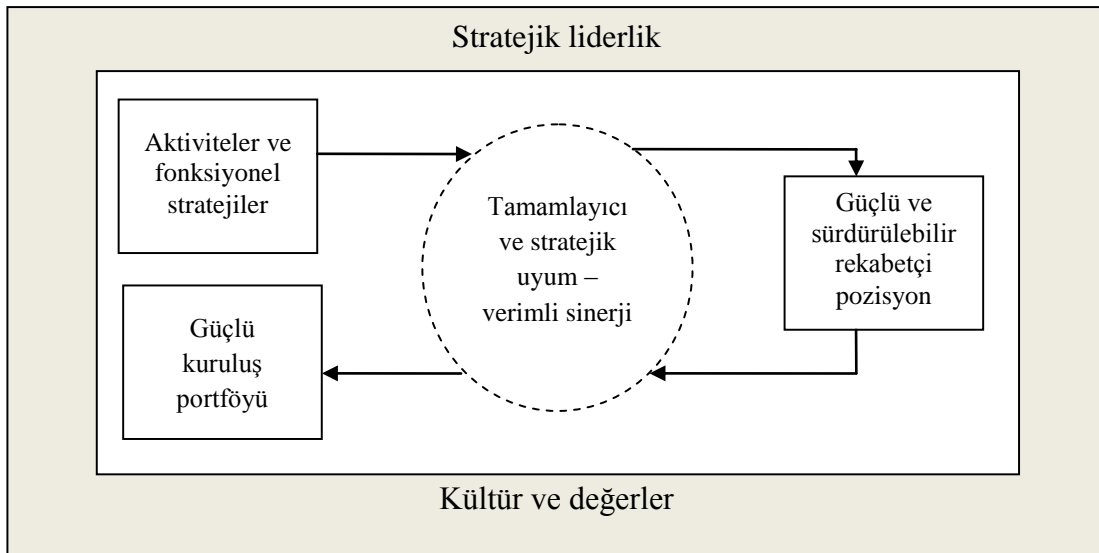 Stratejik liderlik
Aktiviteler ve
fonksiyonel
stratejiler
Tamamlayıcı
ve stratejik
uyum –
verimli sinerji
Güçlü ve
sürdürülebilir
rekabetçi
pozisyon
Güçlü
kuruluş
portföyü
Kültür ve değerler